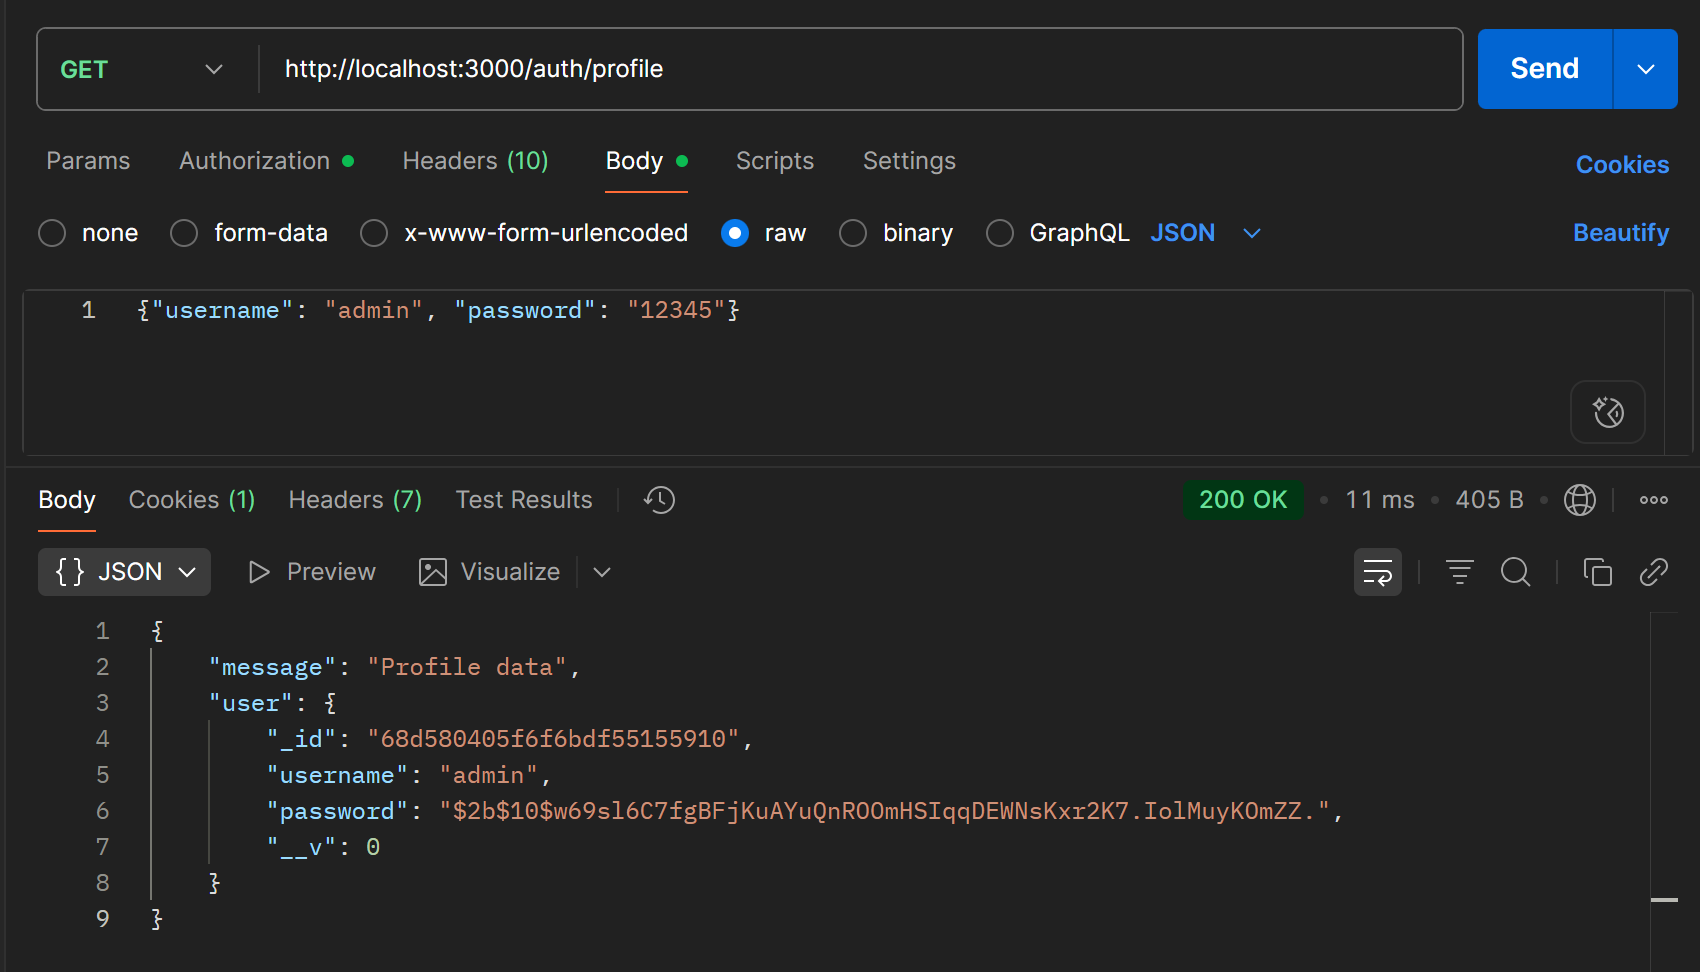 GET http://localhost:3000/auth/profile Send
Params Authorization Headers (10) Body Scripts Settings Cookies
none form-data x-www-form-urlencoded raw binary GraphQL JSON Beautify
1 {"username": "admin", "password": "12345"}
Body Cookies (1) Headers (7) Test Results 200 OK • 11 ms • 405 B •
{} JSON Preview Visualize
1 {
2 "message": "Profile data",
3 "user": {
4 "_id": "68d580405f6f6bdf55155910",
5 "username": "admin",
6 "password": "$2b$10$w69sl6C7fgBFjKuAYuQnROOmHSIqqDEWNsKxr2K7.IolMuyKOmZZ.",
7 "__v": 0
8 }
9 }